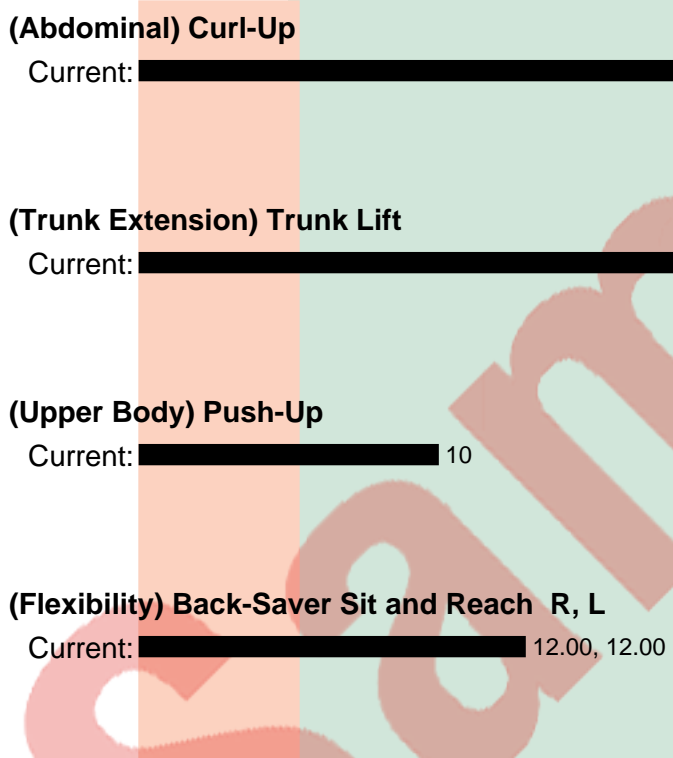 (Abdominal) Curl-Up
Current:
(Trunk Extension) Trunk Lift
Current:
(Upper Body) Push-Up
Current: 10
(Flexibility) Back-Saver Sit and Reach  R, L
Current: 12.00, 12.00